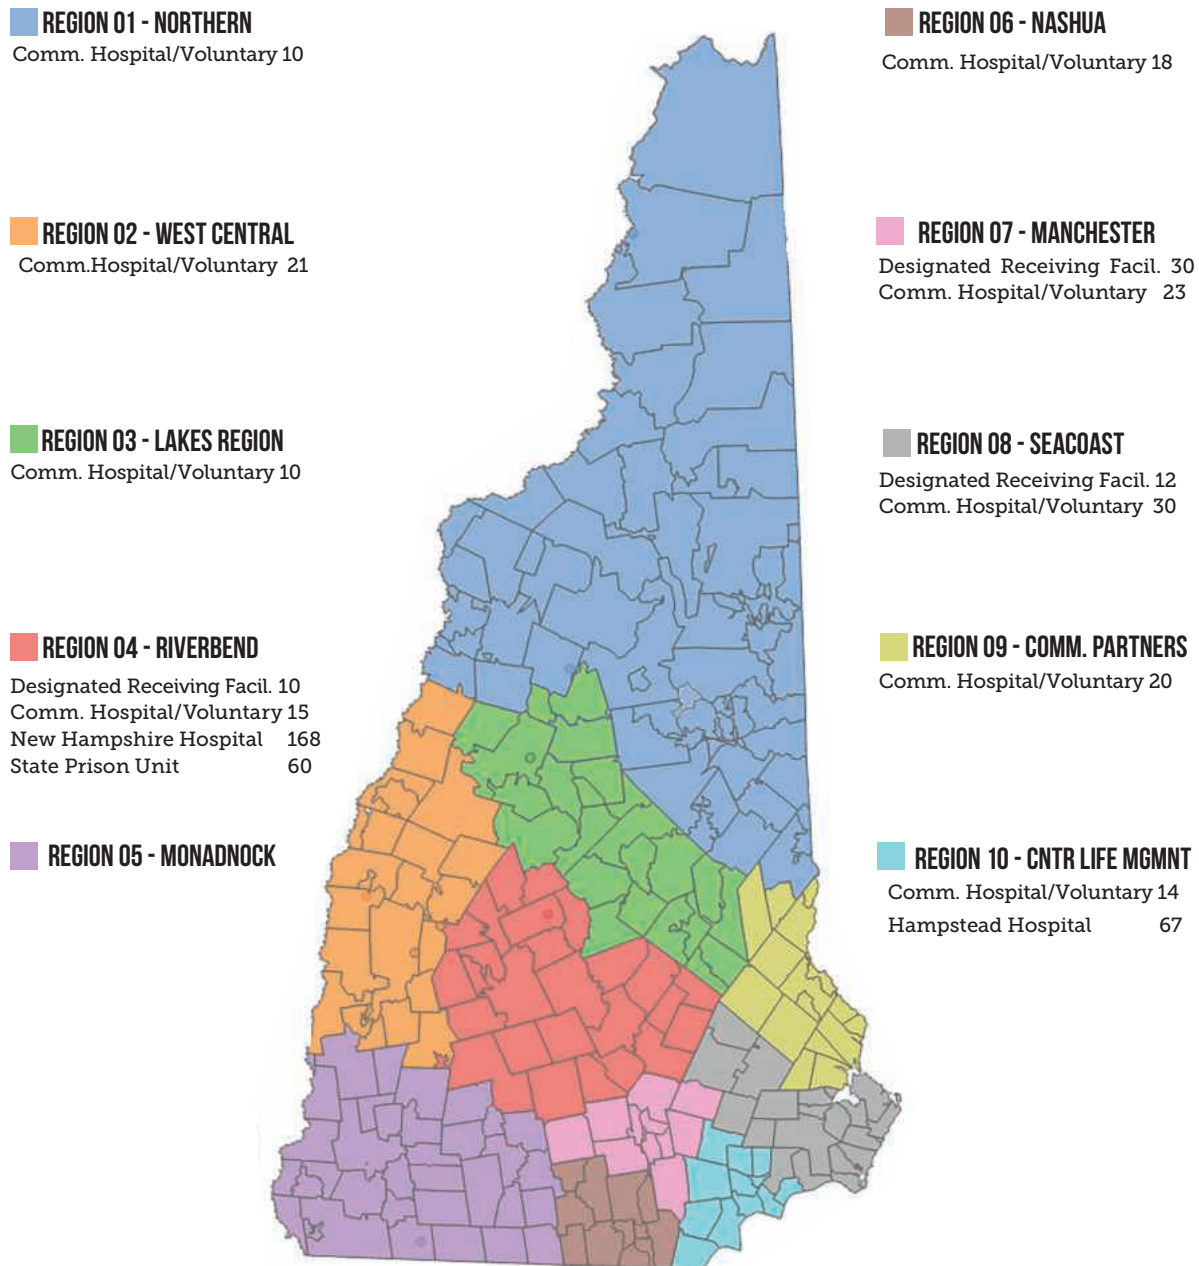 REGION 01 - NORTHERN
Comm. Hospital/Voluntary 10
REGION 02 - WEST CENTRAL
Comm.Hospital/Voluntary 21
REGION 03 - LAKES REGION
Comm. Hospital/Voluntary 10
REGION 04 - RIVERBEND
Designated Receiving Facil. 10
Comm. Hospital/Voluntary 15
New Hampshire Hospital 168
State Prison Unit 60
REGION 05 - MONADNOCK
REGION 06 - NASHUA
Comm. Hospital/Voluntary 18
REGION 07 - MANCHESTER
Designated Receiving Facil. 30
Comm. Hospital/Voluntary 23
REGION 08 - SEACOAST
Designated Receiving Facil. 12
Comm. Hospital/Voluntary 30
REGION 09 - COMM. PARTNERS
Comm. Hospital/Voluntary 20
REGION 10 - CNTR LIFE MGMNT
Comm. Hospital/Voluntary 14
Hampstead Hospital 67